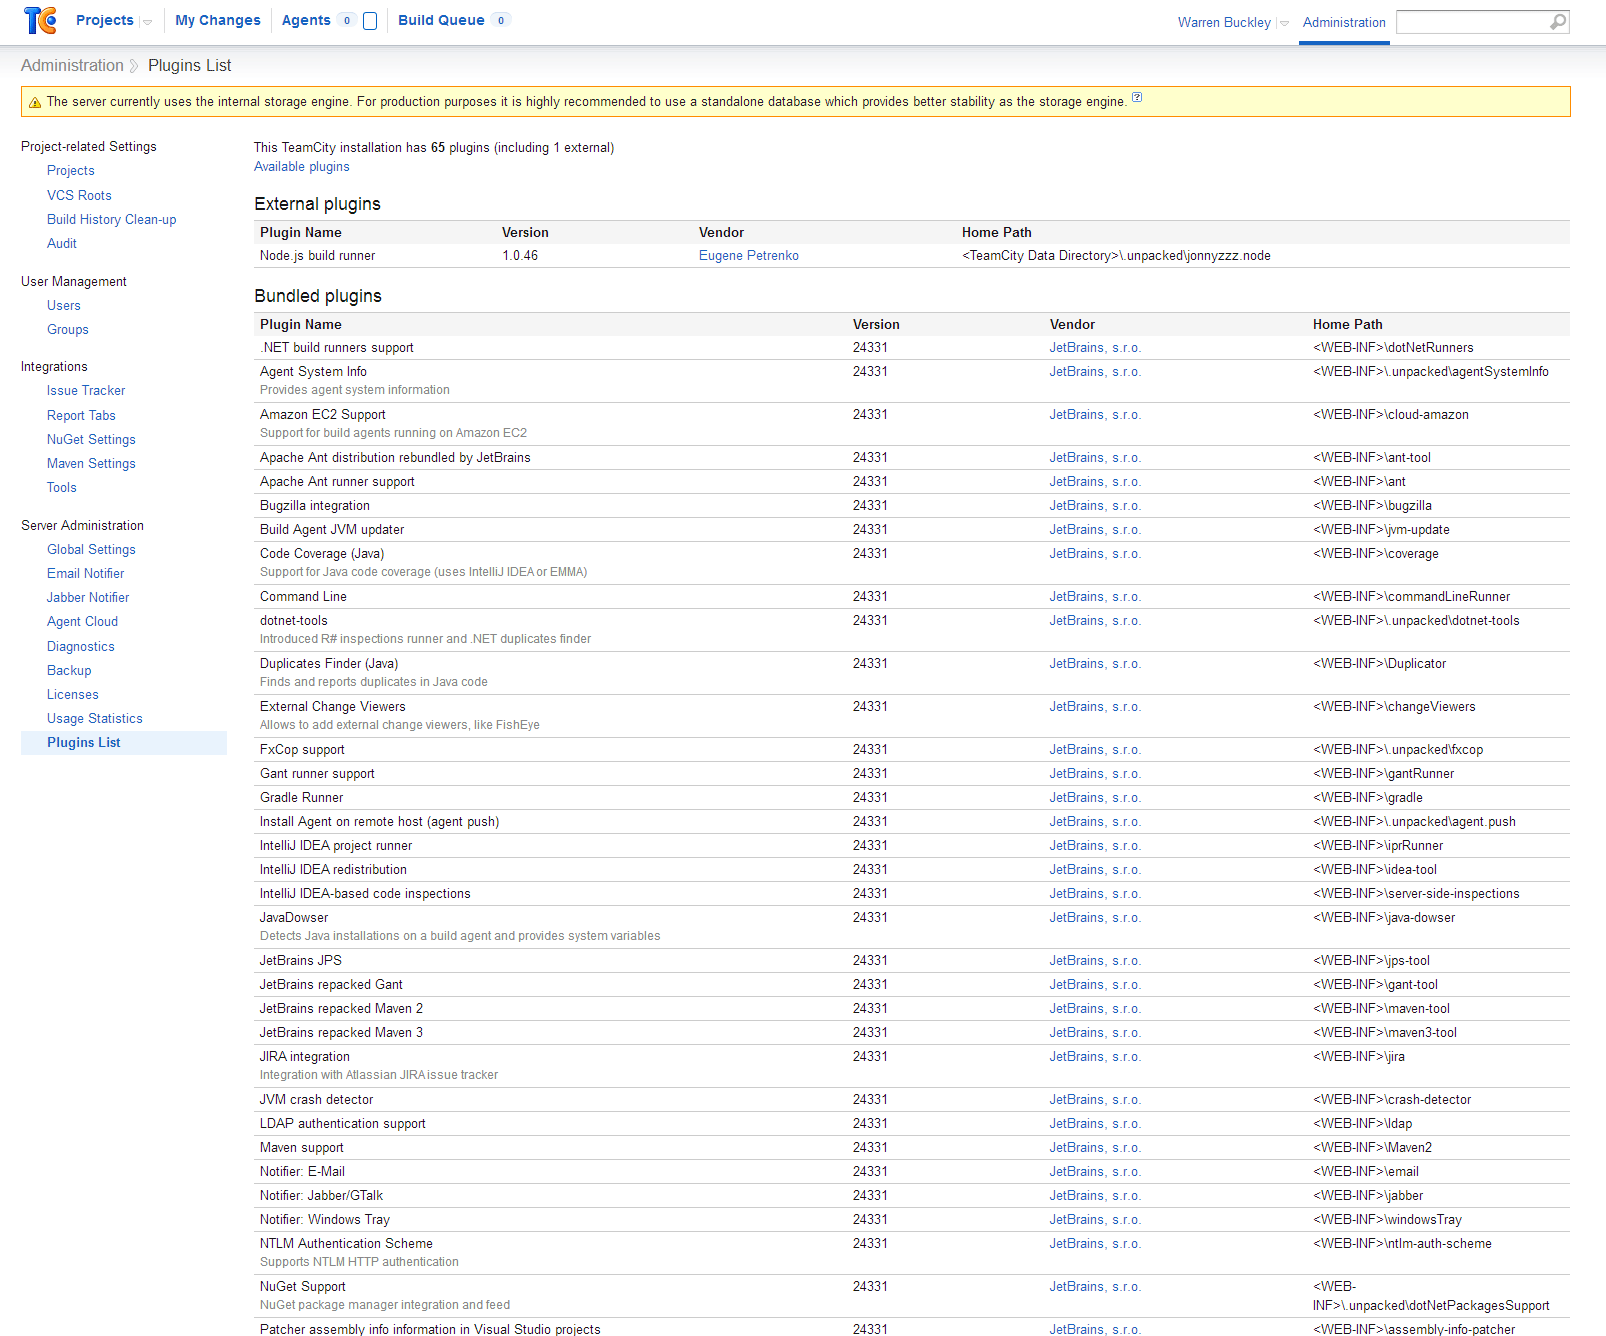 TC Projects My Changes Agents 0 Build Queue 0 Warren Buckley Administration
Administration Plugins List
The server currently uses the internal storage engine. For production purposes it is highly recommended to use a standalone database which provides better stability as the storage engine. ?
Project-related Settings
Projects
VCS Roots
Build History Clean-up
Audit
User Management
Users
Groups
Integrations
Issue Tracker
Report Tabs
NuGet Settings
Maven Settings
Tools
Server Administration
Global Settings
Email Notifier
Jabber Notifier
Agent Cloud
Diagnostics
Backup
Licenses
Usage Statistics
Plugins List
This TeamCity installation has 65 plugins (including 1 external)
Available plugins
External plugins
Plugin Name Version Vendor Home Path
Node.js build runner 1.0.46 Eugene Petrenko <TeamCity Data Directory>\.unpacked\jonnyzzz.node
Bundled plugins
Plugin Name Version Vendor Home Path
.NET build runners support 24331 JetBrains, s.r.o. <WEB-INF>\dotNetRunners
Agent System Info 24331 JetBrains, s.r.o. <WEB-INF>\.unpacked\agentSystemInfo
Provides agent system information
Amazon EC2 Support 24331 JetBrains, s.r.o. <WEB-INF>\cloud-amazon
Support for build agents running on Amazon EC2
Apache Ant distribution rebundled by JetBrains 24331 JetBrains, s.r.o. <WEB-INF>\ant-tool
Apache Ant runner support 24331 JetBrains, s.r.o. <WEB-INF>\ant
Bugzilla integration 24331 JetBrains, s.r.o. <WEB-INF>\bugzilla
Build Agent JVM updater 24331 JetBrains, s.r.o. <WEB-INF>\jvm-update
Code Coverage (Java) 24331 JetBrains, s.r.o. <WEB-INF>\coverage
Support for Java code coverage (uses IntelliJ IDEA or EMMA)
Command Line 24331 JetBrains, s.r.o. <WEB-INF>\commandLineRunner
dotnet-tools 24331 JetBrains, s.r.o. <WEB-INF>\.unpacked\dotnet-tools
Introduced R# inspections runner and .NET duplicates finder
Duplicates Finder (Java) 24331 JetBrains, s.r.o. <WEB-INF>\Duplicator
Finds and reports duplicates in Java code
External Change Viewers 24331 JetBrains, s.r.o. <WEB-INF>\changeViewers
Allows to add external change viewers, like FishEye
FxCop support 24331 JetBrains, s.r.o. <WEB-INF>\.unpacked\fxcop
Gant runner support 24331 JetBrains, s.r.o. <WEB-INF>\gantRunner
Gradle Runner 24331 JetBrains, s.r.o. <WEB-INF>\gradle
Install Agent on remote host (agent push) 24331 JetBrains, s.r.o. <WEB-INF>\.unpacked\agent.push
IntelliJ IDEA project runner 24331 JetBrains, s.r.o. <WEB-INF>\iprRunner
IntelliJ IDEA redistribution 24331 JetBrains, s.r.o. <WEB-INF>\idea-tool
IntelliJ IDEA-based code inspections 24331 JetBrains, s.r.o. <WEB-INF>\server-side-inspections
JavaDowser 24331 JetBrains, s.r.o. <WEB-INF>\java-dowser
Detects Java installations on a build agent and provides system variables
JetBrains JPS 24331 JetBrains, s.r.o. <WEB-INF>\jps-tool
JetBrains repacked Gant 24331 JetBrains, s.r.o. <WEB-INF>\gant-tool
JetBrains repacked Maven 2 24331 JetBrains, s.r.o. <WEB-INF>\maven-tool
JetBrains repacked Maven 3 24331 JetBrains, s.r.o. <WEB-INF>\maven3-tool
JIRA integration 24331 JetBrains, s.r.o. <WEB-INF>\jira
Integration with Atlassian JIRA issue tracker
JVM crash detector 24331 JetBrains, s.r.o. <WEB-INF>\crash-detector
LDAP authentication support 24331 JetBrains, s.r.o. <WEB-INF>\ldap
Maven support 24331 JetBrains, s.r.o. <WEB-INF>\Maven2
Notifier: E-Mail 24331 JetBrains, s.r.o. <WEB-INF>\email
Notifier: Jabber/GTalk 24331 JetBrains, s.r.o. <WEB-INF>\jabber
Notifier: Windows Tray 24331 JetBrains, s.r.o. <WEB-INF>\windowsTray
NTLM Authentication Scheme 24331 JetBrains, s.r.o. <WEB-INF>\ntlm-auth-scheme
Supports NTLM HTTP authentication
NuGet Support 24331 JetBrains, s.r.o. <WEB-
NuGet package manager integration and feed INF>\.unpacked\dotNetPackagesSupport
Patcher assembly info information in Visual Studio projects 24331 JetBrains, s.r.o. <WEB-INF>\assembly-info-patcher